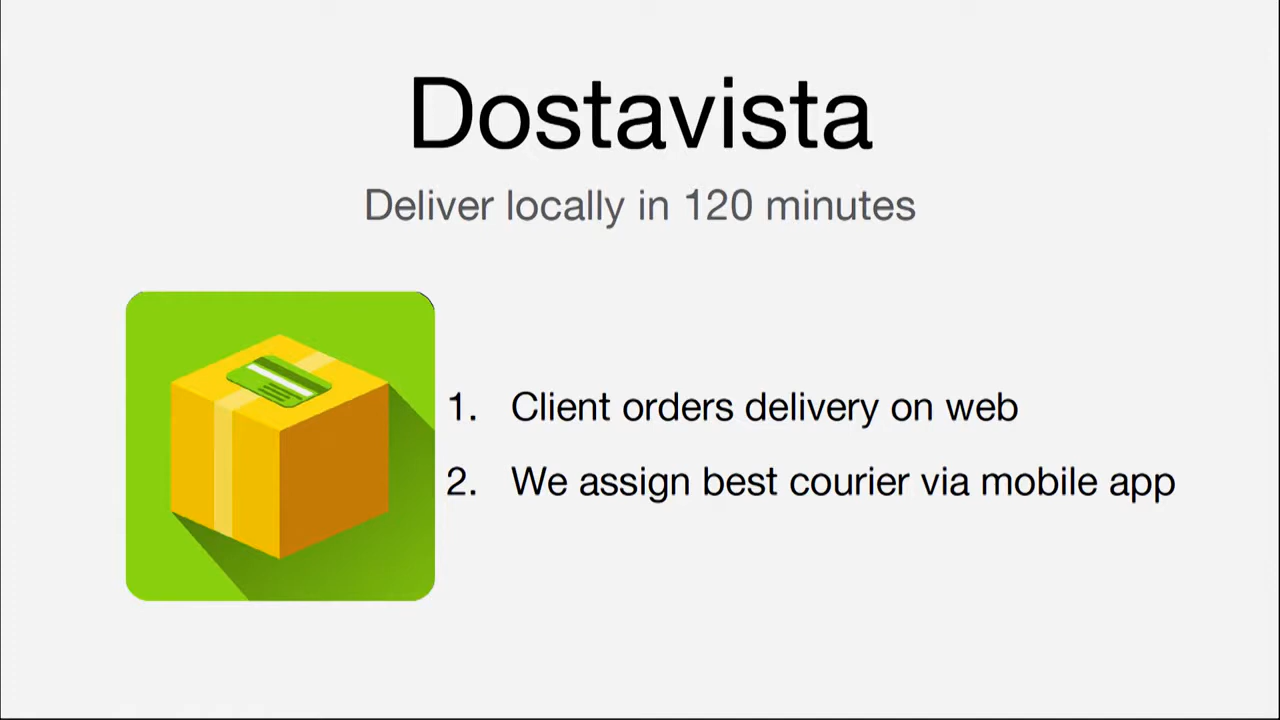 Dostavista
Deliver locally in 120 minutes
1. Client orders delivery on web
2. We assign best courier via mobile app